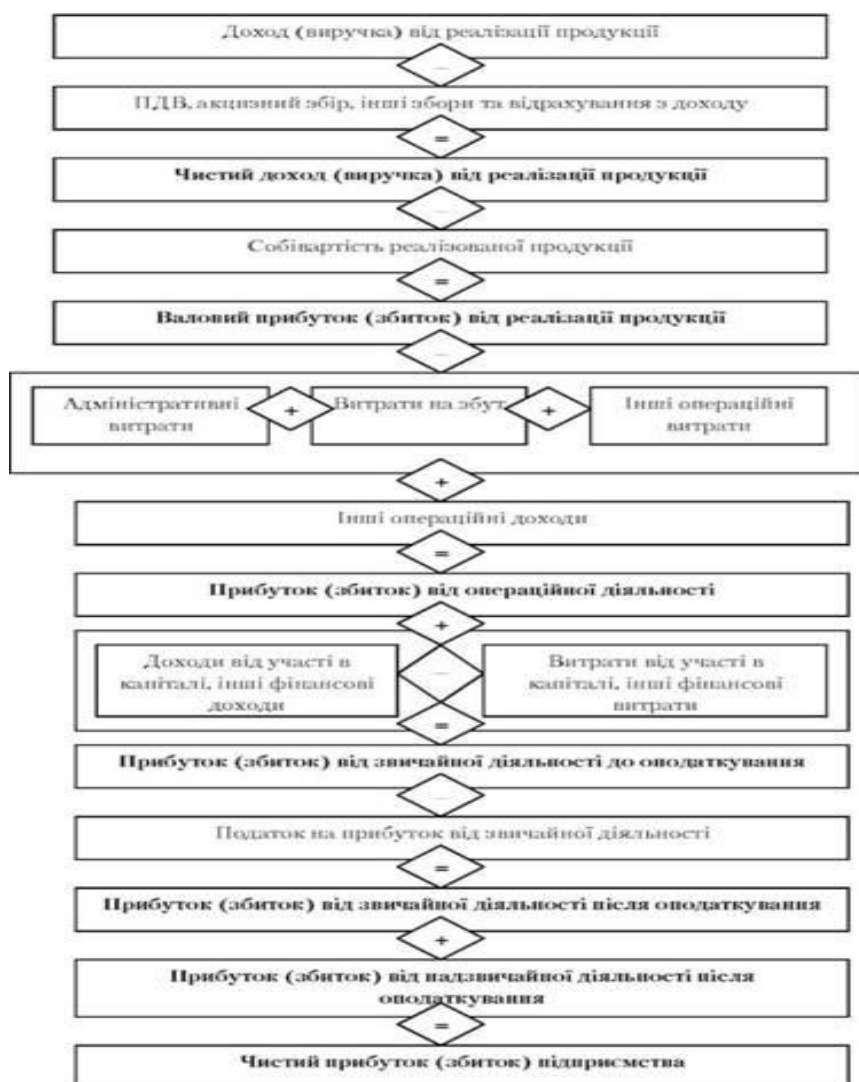 Доход (виручка) від реалізації продукції
–
ПДВ, акцизний збір, інші збори та відрахування з доходу
=
Чистий доход (виручка) від реалізації продукції
–
Собівартість реалізованої продукції
=
Валовий прибуток (збиток) від реалізації продукції
–
Адміністративні
витрати
+
Витрати на збут
+
Інші операційні
витрати
+
Інші операційні доходи
=
Прибуток (збиток) від операційної діяльності
+
Доходи від участі в
капіталі, інші фінансові
доходи
–
Витрати від участі в
капіталі, інші фінансові
витрати
=
Прибуток (збиток) від звичайної діяльності до оподаткування
–
Податок на прибуток від звичайної діяльності
=
Прибуток (збиток) від звичайної діяльності після оподаткування
+
Прибуток (збиток) від надзвичайної діяльності після
оподаткування
=
Чистий прибуток (збиток) підприємства